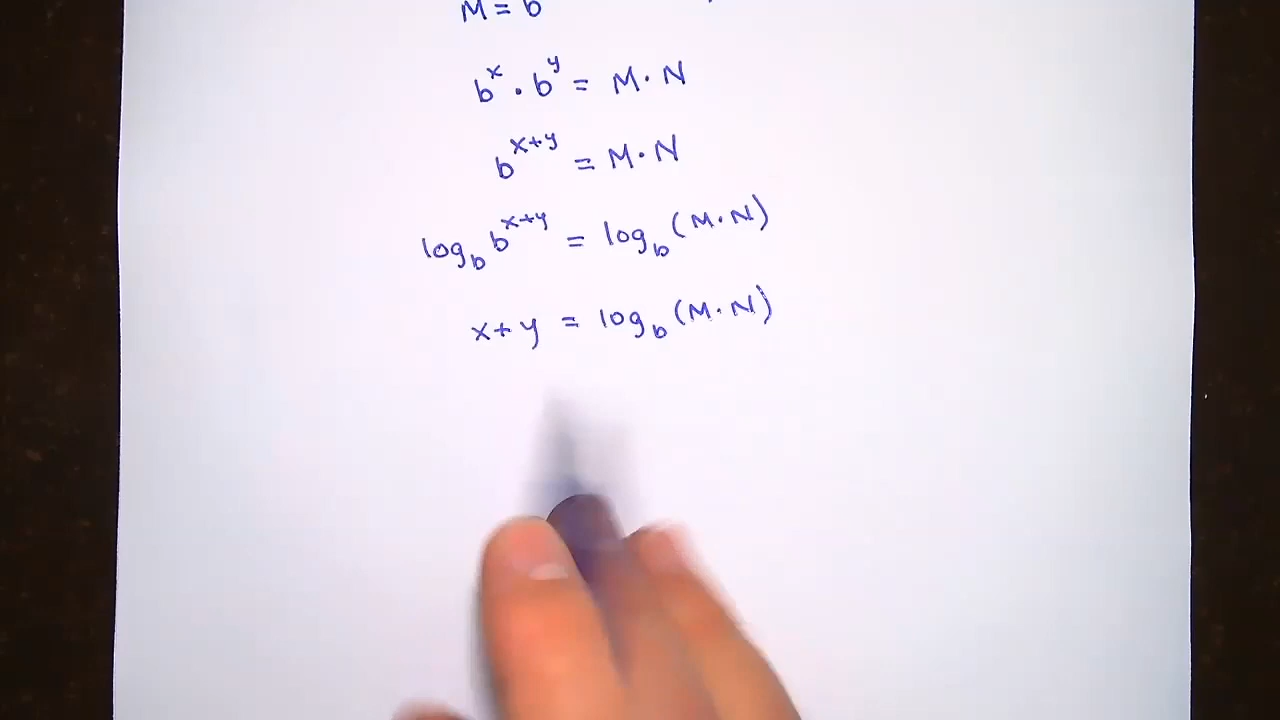 M = b
b^x · b^y = M · N
b^{x+y} = M · N
log_b b^{x+y} = log_b (M · N)
x + y = log_b (M · N)